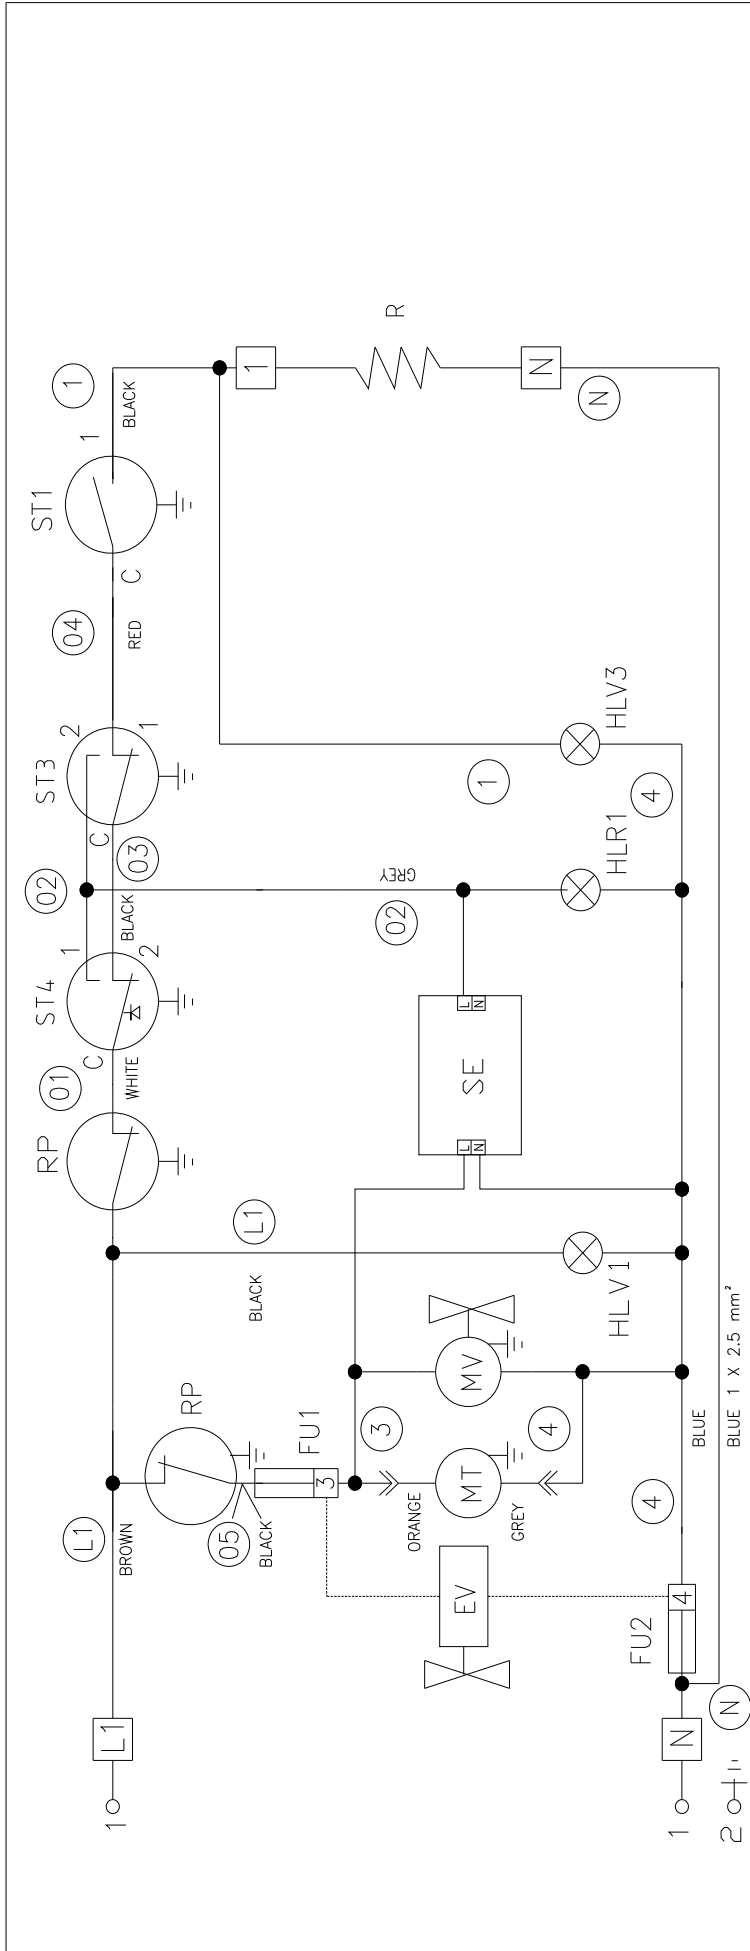 1
L1
BROWN
L1
RP
05
BLACK
FU1
3
3
ORANGE
MT
GREY
4
MV
EV
BLACK
L1
HLV1
RP
01
WHITE
C
ST4
1
2
02
BLACK
03
C
ST3
2
1
GREY
02
L
N
SE
L
N
HLR1
04
RED
C
ST1
1
BLACK
1
1
R
N
N
1
HLV3
4
BLUE
4
4
FU2
BLUE 1 X 2.5 mm²
N
N
1
2